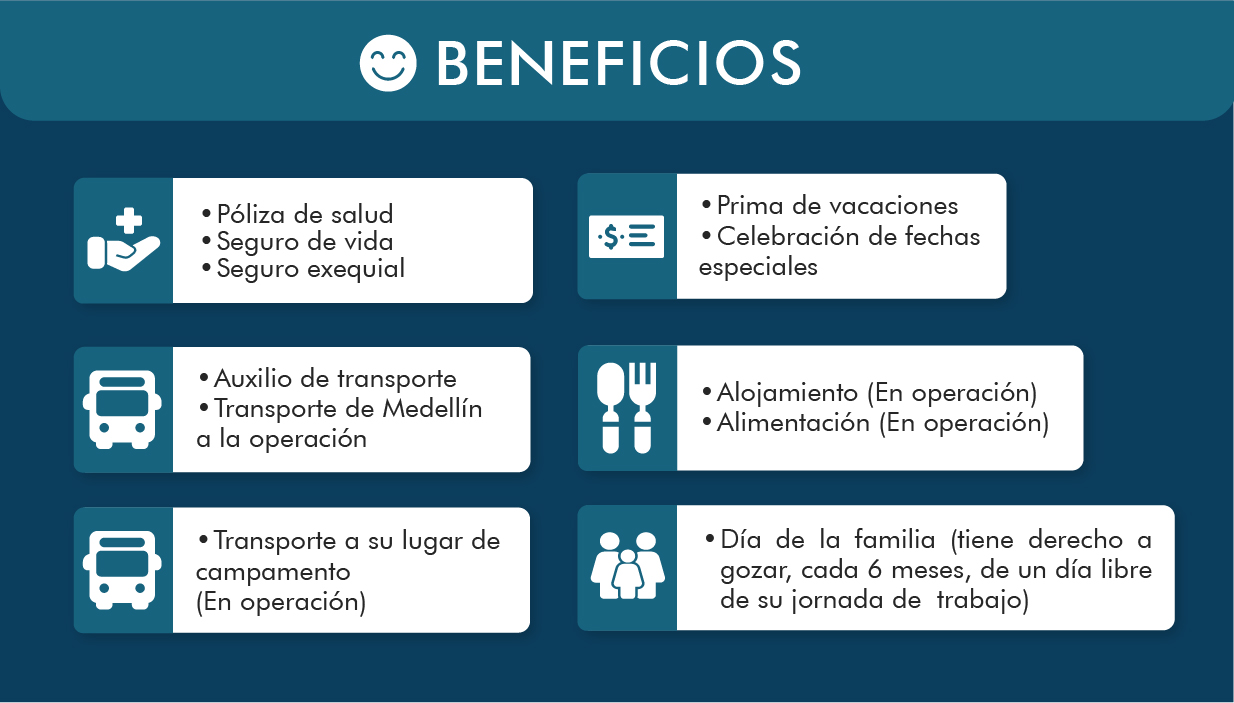 BENEFICIOS
•Póliza de salud
•Seguro de vida
•Seguro exequial
•Prima de vacaciones
•Celebración de fechas
especiales
•Auxilio de transporte
•Transporte de Medellín
a la operación
•Alojamiento (En operación)
•Alimentación (En operación)
•Transporte a su lugar de
campamento
(En operación)
•Día de la familia (tiene derecho a
gozar, cada 6 meses, de un día libre
de su jornada de trabajo)